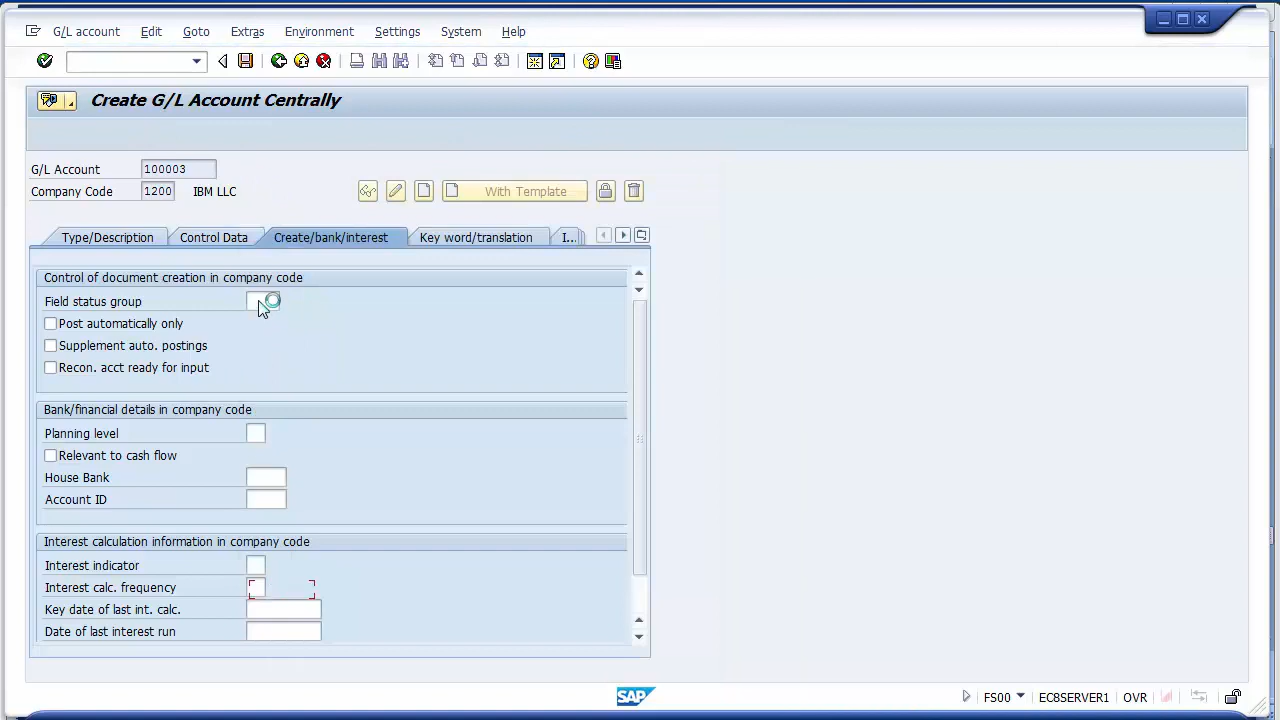 G/L account Edit Goto Extras Environment Settings System Help
Create G/L Account Centrally
G/L Account 100003
Company Code 1200 IBM LLC With Template
Type/Description Control Data Create/bank/interest Key word/translation I...
Control of document creation in company code
Field status group
Post automatically only
Supplement auto. postings
Recon. acct ready for input
Bank/financial details in company code
Planning level
Relevant to cash flow
House Bank
Account ID
Interest calculation information in company code
Interest indicator
Interest calc. frequency
Key date of last int. calc.
Date of last interest run
SAP FS00 EC8SERVER1 OVR